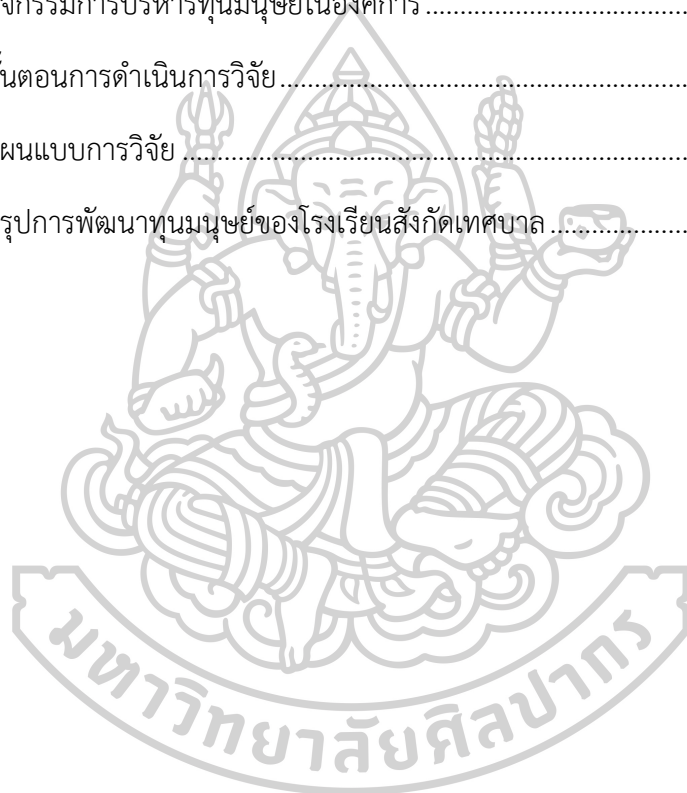 จกรรมการบริหารทุนมนุษย์ในองค์การ
ั้นตอนการดำเนินการวิจัย
ผนแบบการวิจัย
รุปการพัฒนาทุนมนุษย์ของโรงเรียนสังกัดเทศบาล
มหาวิทยาลัยศิลปากร